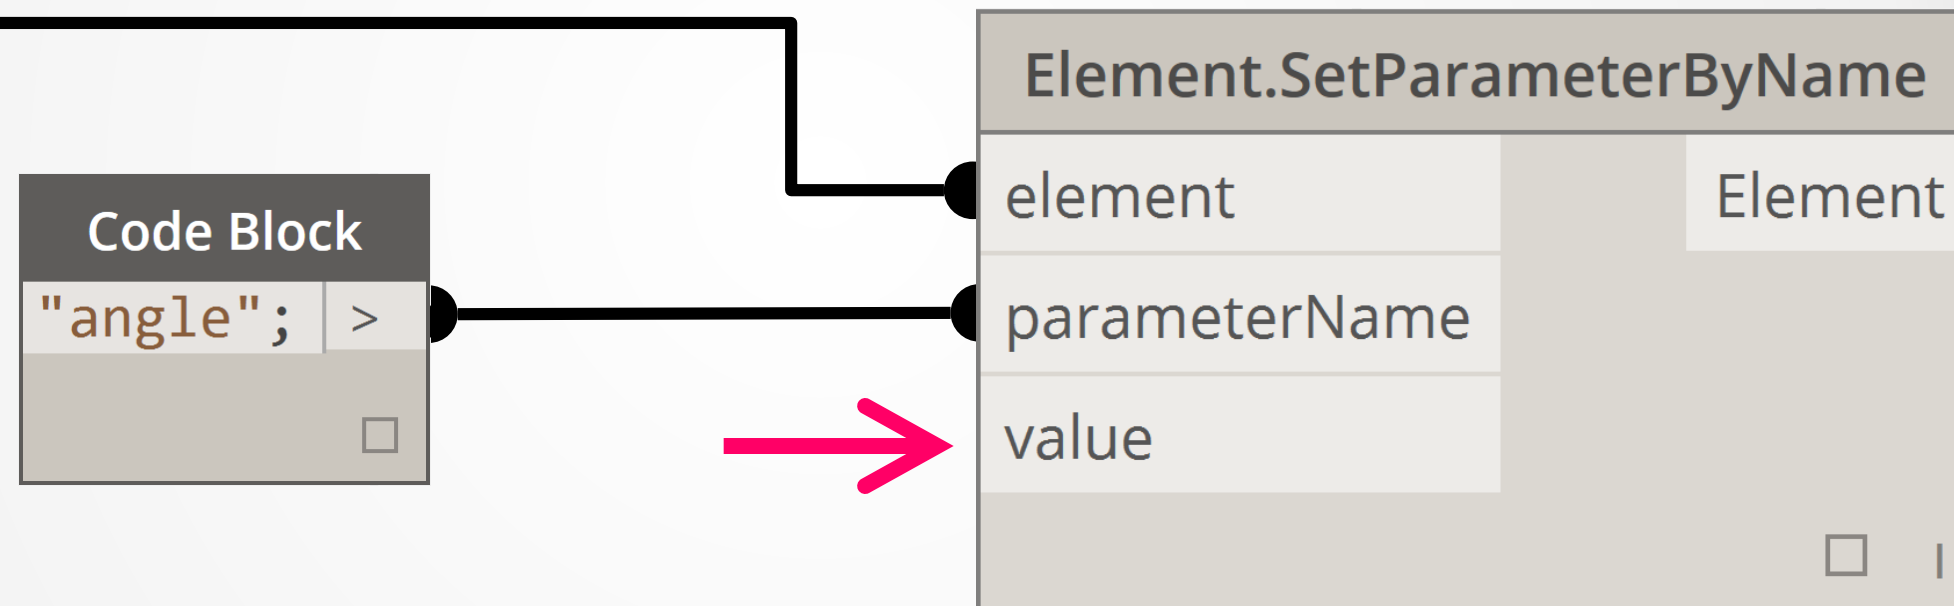 Element.SetParameterByName
element
Element
Code Block
"angle"; >
parameterName
value